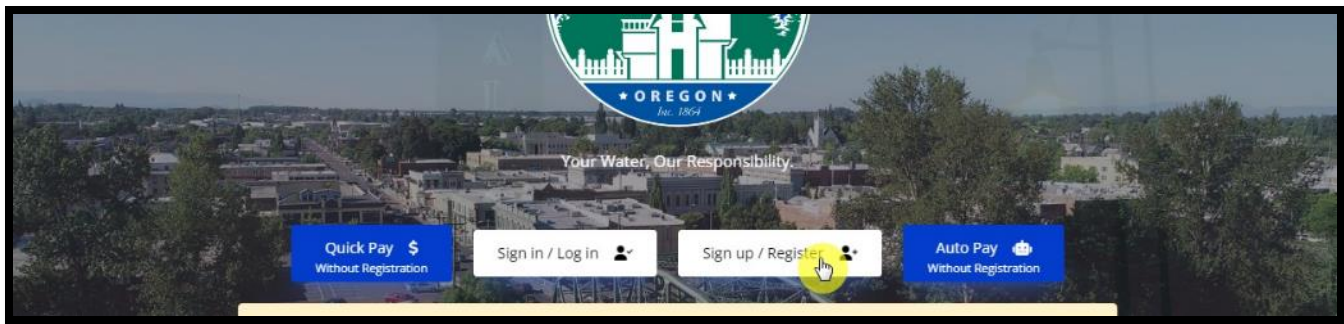 ★ OREGON ★
Inc. 1864
Your Water, Our Responsibility.
Quick Pay $
Without Registration
Sign in / Log in
Sign up / Register
Auto Pay
Without Registration